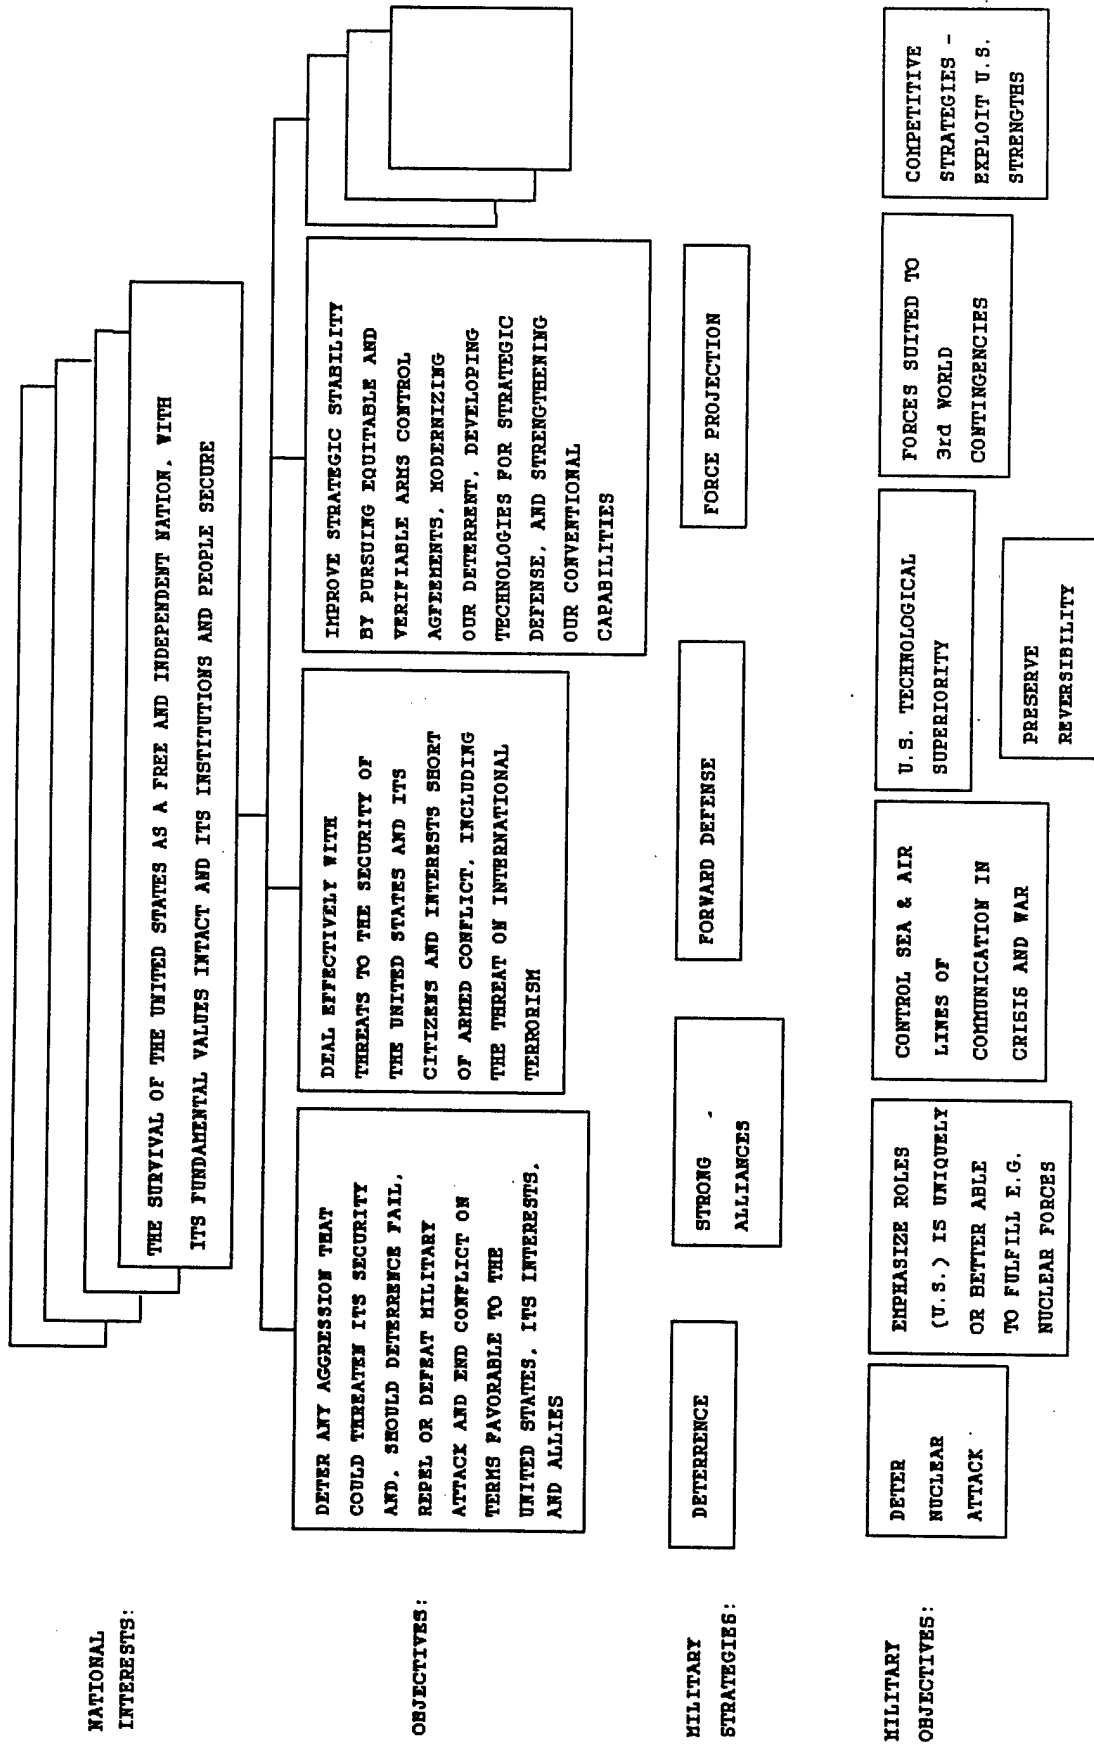 NATIONAL
INTERESTS:
THE SURVIVAL OF THE UNITED STATES AS A FREE AND INDEPENDENT NATION, WITH
ITS FUNDAMENTAL VALUES INTACT AND ITS INSTITUTIONS AND PEOPLE SECURE
OBJECTIVES:
DETER ANY AGGRESSION THAT
COULD THREATEN ITS SECURITY
AND, SHOULD DETERRENCE FAIL,
REPEL OR DEFEAT MILITARY
ATTACK AND END CONFLICT ON
TERMS FAVORABLE TO THE
UNITED STATES, ITS INTERESTS,
AND ALLIES
DEAL EFFECTIVELY WITH
THREATS TO THE SECURITY OF
THE UNITED STATES AND ITS
CITIZENS AND INTERESTS SHORT
OF ARMED CONFLICT, INCLUDING
THE THREAT ON INTERNATIONAL
TERRORISM
IMPROVE STRATEGIC STABILITY
BY PURSUING EQUITABLE AND
VERIFIABLE ARMS CONTROL
AGFEEMENTS, MODERNIZING
OUR DETERRENT, DEVELOPING
TECHNOLOGIES FOR STRATEGIC
DEFENSE, AND STRENGTHENING
OUR CONVENTIONAL
CAPABILITIES
MILITARY
STRATEGIES:
DETERRENCE
STRONG -
ALLIANCES
FORWARD DEFENSE
FORCE PROJECTION
MILITARY
OBJECTIVES:
DETER
NUCLEAR
ATTACK
EMPHASIZE ROLES
(U.S.) IS UNIQUELY
OR BETTER ABLE
TO FULFILL E.G.
NUCLEAR FORCES
CONTROL SEA & AIR
LINES OF
COMMUNICATION IN
CRISIS AND WAR
U.S. TECHNOLOGICAL
SUPERIORITY
FORCES SUITED TO
3rd WORLD
CONTINGENCIES
COMPETITIVE
STRATEGIES -
EXPLOIT U.S.
STRENGTHS
PRESERVE
REVERSIBILITY